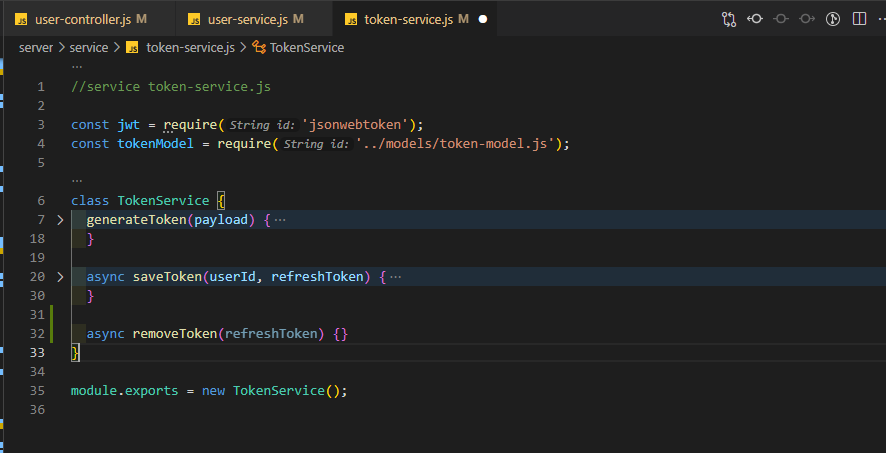 JS user-controller.js M JS user-service.js M JS token-service.js M
server > service > JS token-service.js > TokenService
...
1 //service token-service.js
2
3 const jwt = require(String id: 'jsonwebtoken');
4 const tokenModel = require(String id: '../models/token-model.js');
5
...
6 class TokenService {
7 generateToken(payload) { ...
18 }
19
20 async saveToken(userId, refreshToken) { ...
30 }
31
32 async removeToken(refreshToken) {}
33 }
34
35 module.exports = new TokenService();
36